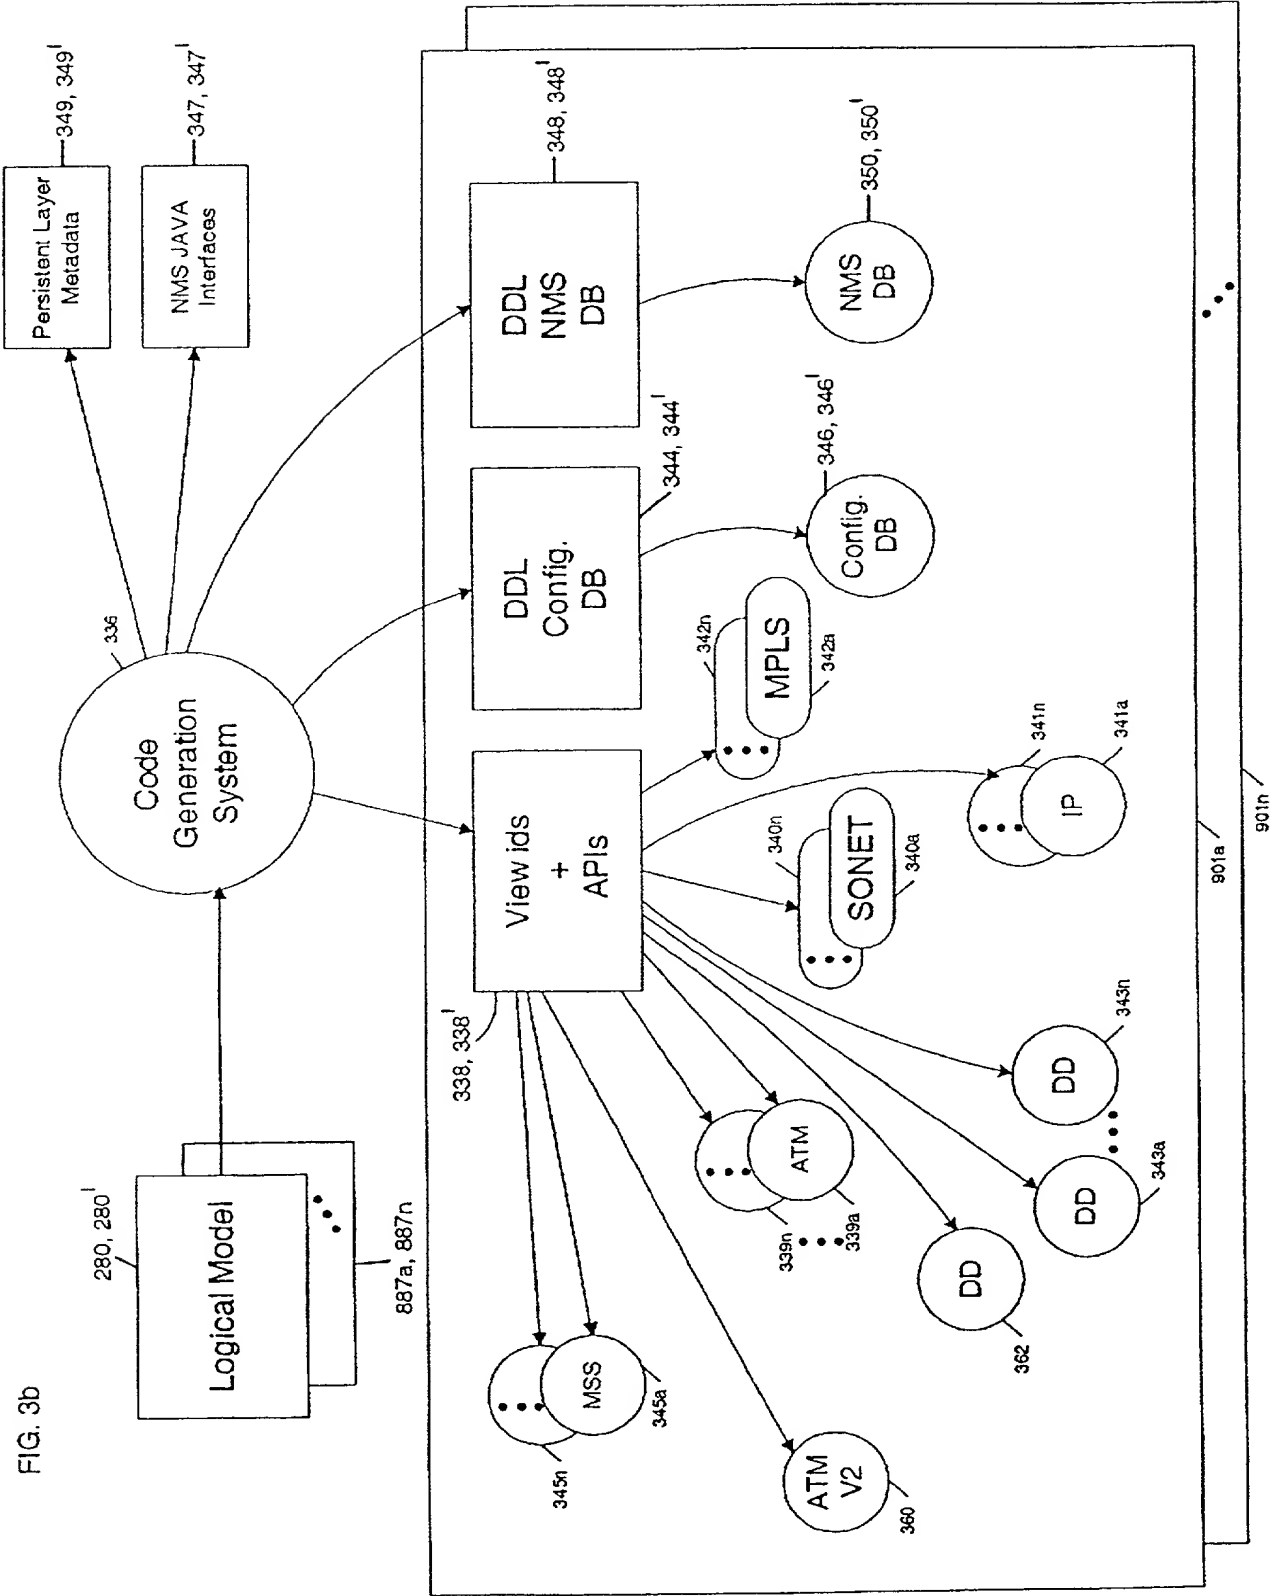 FIG. 3b
280, 280'
Logical Model
887a, 887n
Code
Generation
System
336
Persistent Layer
Metadata
349, 349'
NMS JAVA
Interfaces
347, 347'
338, 338'
View ids
+
APIs
DDL
Config.
DB
344, 344'
DDL
NMS
DB
348, 348'
345n
MSS
345a
ATM
V2
360
339n
ATM
339a
DD
362
DD
343a
DD
343n
340n
SONET
340a
341n
IP
341a
342n
MPLS
342a
Config.
DB
346, 346'
NMS
DB
350, 350'
901a
901n